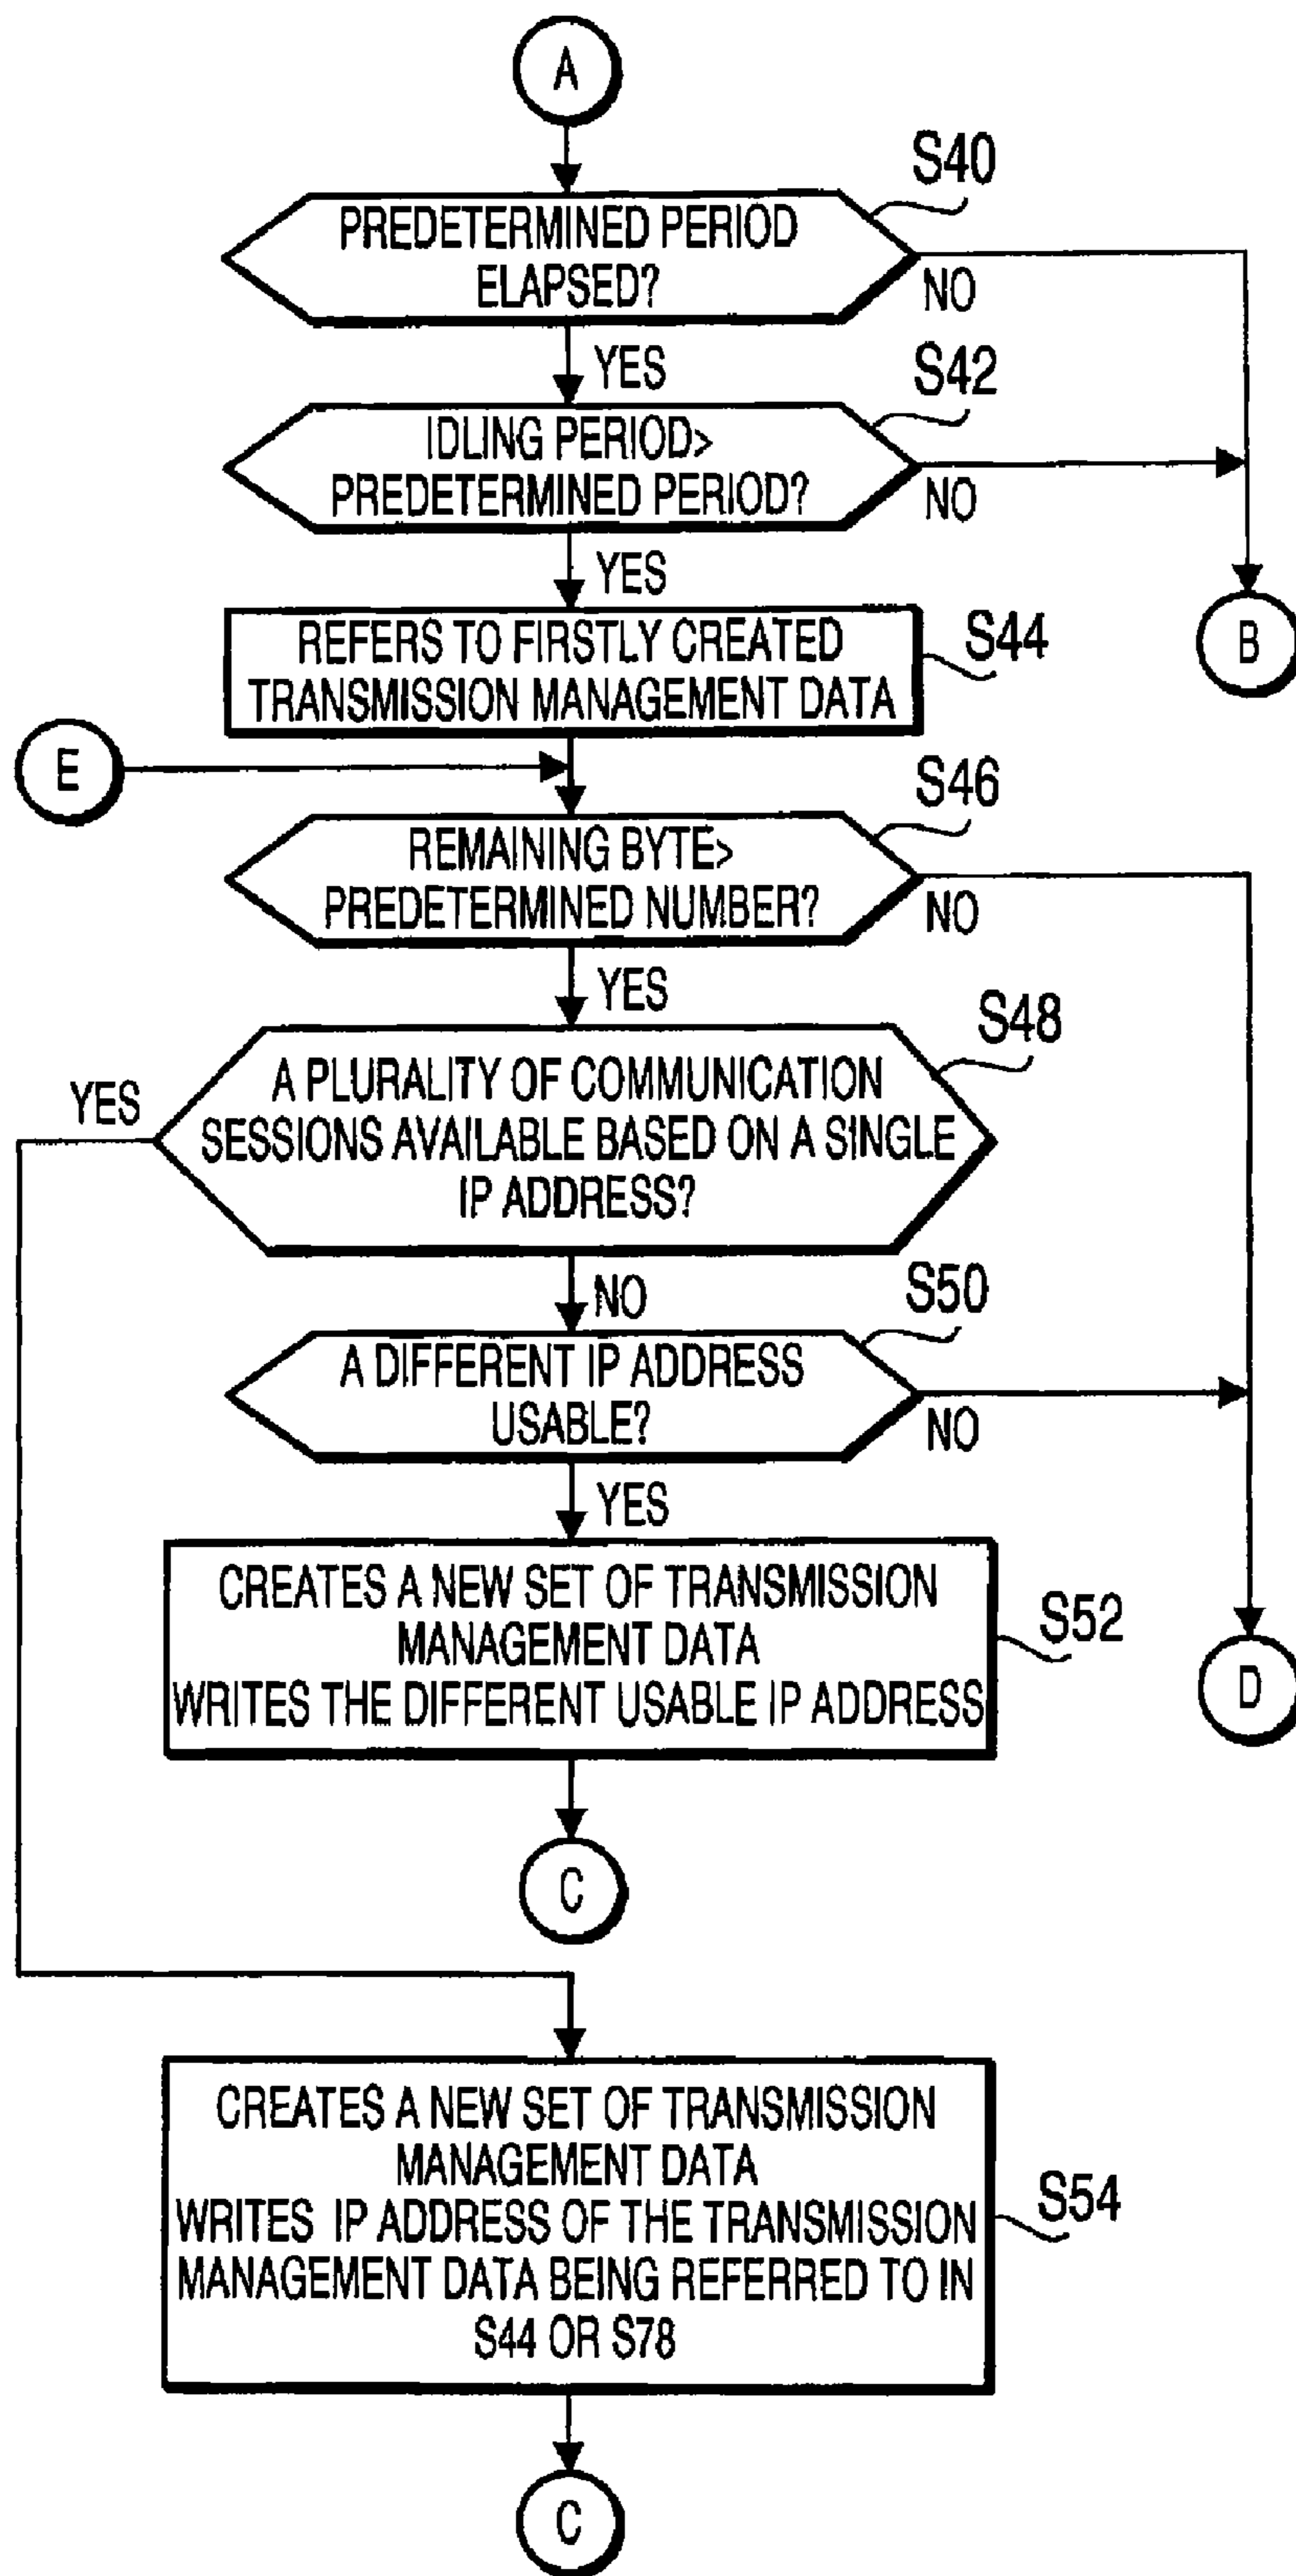 A
S40
PREDETERMINED PERIOD
ELAPSED?
NO
YES
S42
IDLING PERIOD>
PREDETERMINED PERIOD?
NO
YES
B
S44
REFERS TO FIRSTLY CREATED
TRANSMISSION MANAGEMENT DATA
E
S46
REMAINING BYTE>
PREDETERMINED NUMBER?
NO
YES
S48
YES
A PLURALITY OF COMMUNICATION
SESSIONS AVAILABLE BASED ON A SINGLE
IP ADDRESS?
NO
S50
A DIFFERENT IP ADDRESS
USABLE?
NO
YES
CREATES A NEW SET OF TRANSMISSION
MANAGEMENT DATA
WRITES THE DIFFERENT USABLE IP ADDRESS
S52
D
C
CREATES A NEW SET OF TRANSMISSION
MANAGEMENT DATA
WRITES IP ADDRESS OF THE TRANSMISSION
MANAGEMENT DATA BEING REFERRED TO IN
S44 OR S78
S54
C